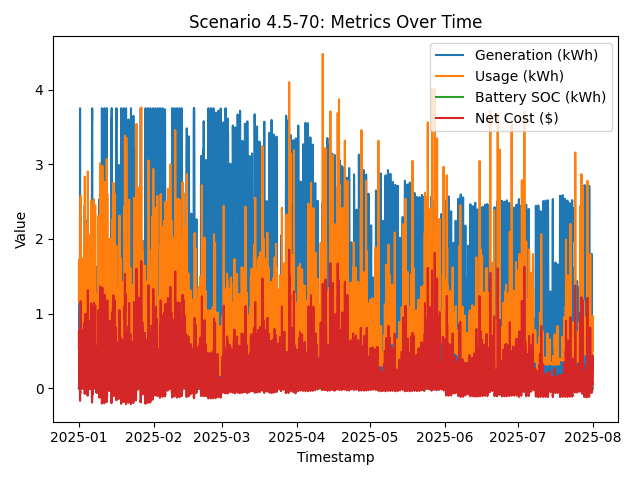 Scenario 4.5-70: Metrics Over Time
Generation (kWh)
Usage (kWh)
Battery SOC (kWh)
Net Cost ($)
Value
4
3
2
1
0
2025-01
2025-02
2025-03
2025-04
2025-05
2025-06
2025-07
2025-08
Timestamp